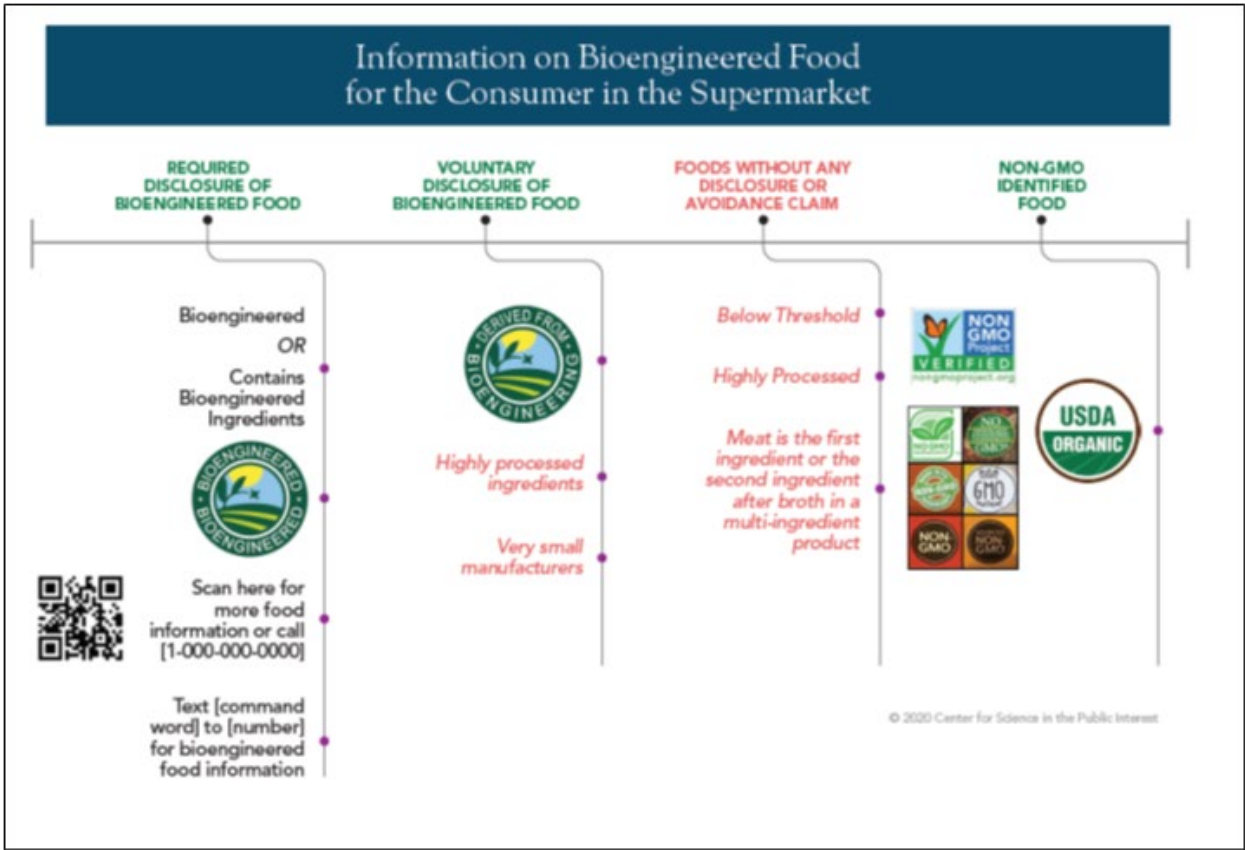 Information on Bioengineered Food
for the Consumer in the Supermarket
REQUIRED
DISCLOSURE OF
BIOENGINEERED FOOD
VOLUNTARY
DISCLOSURE OF
BIOENGINEERED FOOD
FOODS WITHOUT ANY
DISCLOSURE OR
AVOIDANCE CLAIM
NON-GMO
IDENTIFIED
FOOD
Bioengineered
OR
Contains
Bioengineered
Ingredients
BIOENGINEERED
BIOENGINEERED
Scan here for
more food
information or call
[1-000-000-0000]
Text [command
word] to [number]
for bioengineered
food information
DERIVED FROM
BIOENGINEERING
Highly processed
ingredients
Very small
manufacturers
Below Threshold
Highly Processed
Meat is the first
ingredient or the
second ingredient
after broth in a
multi-ingredient
product
NON
GMO
Project
VERIFIED
nongmoproject.org
NO
GMO
NON
GMO
NON
GMO
USDA
ORGANIC
© 2020 Center for Science in the Public Interest